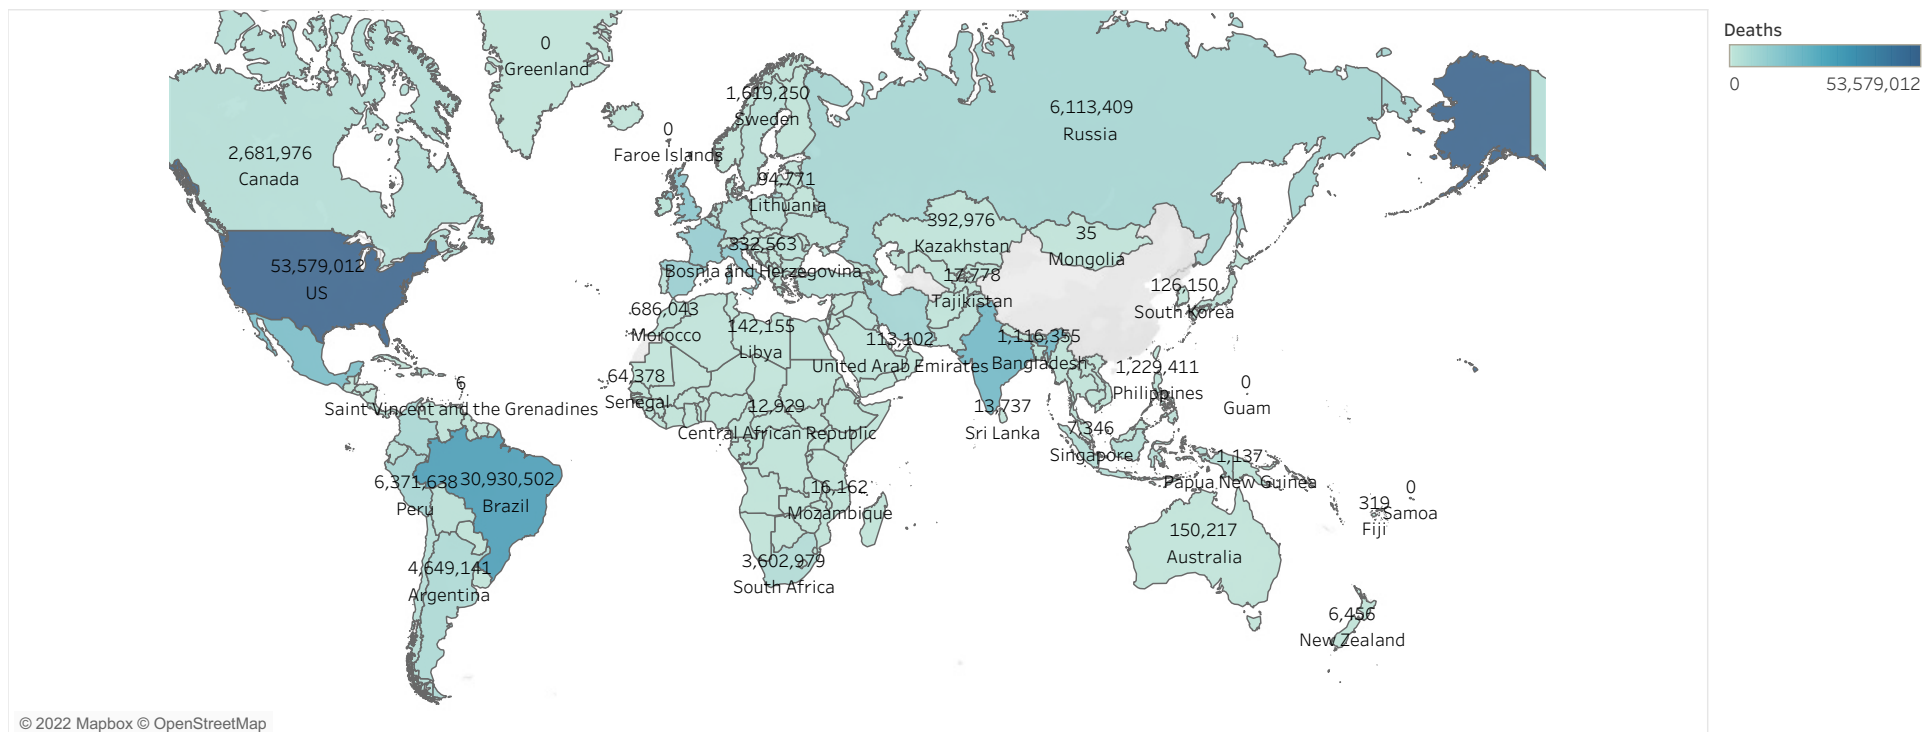 Deaths
0
53,579,012
0
Greenland
1,619,250
Sweden
6,113,409
Russia
0
Faroe Islands
2,681,976
Canada
94,771
Lithuania
392,976
Kazakhstan
35
Mongolia
332,563
Bosnia and Herzegovina
53,579,012
US
17,778
Tajikistan
126,150
South Korea
686,043
Morocco
142,155
Libya
113,102
United Arab Emirates
1,116,355
Bangladesh
1,229,411
Philippines
64,378
Senegal
6
Saint Vincent and the Grenadines
0
Guam
12,929
Central African Republic
13,737
Sri Lanka
7,346
Singapore
1,137
Papua New Guinea
6,371,638
Peru
30,930,502
Brazil
16,162
Mozambique
319
Fiji
0
Samoa
150,217
Australia
4,649,141
Argentina
3,602,979
South Africa
6,456
New Zealand
© 2022 Mapbox © OpenStreetMap